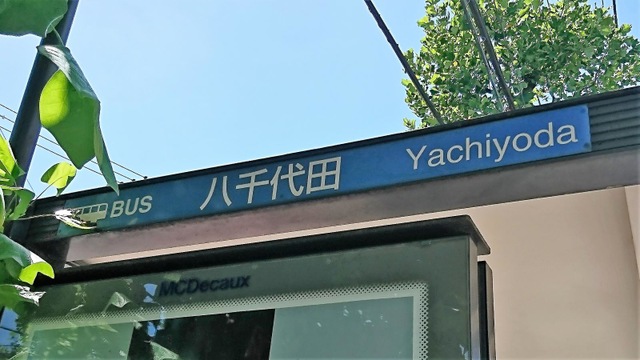 BUS 八千代田 Yachiyoda
MCDecaux